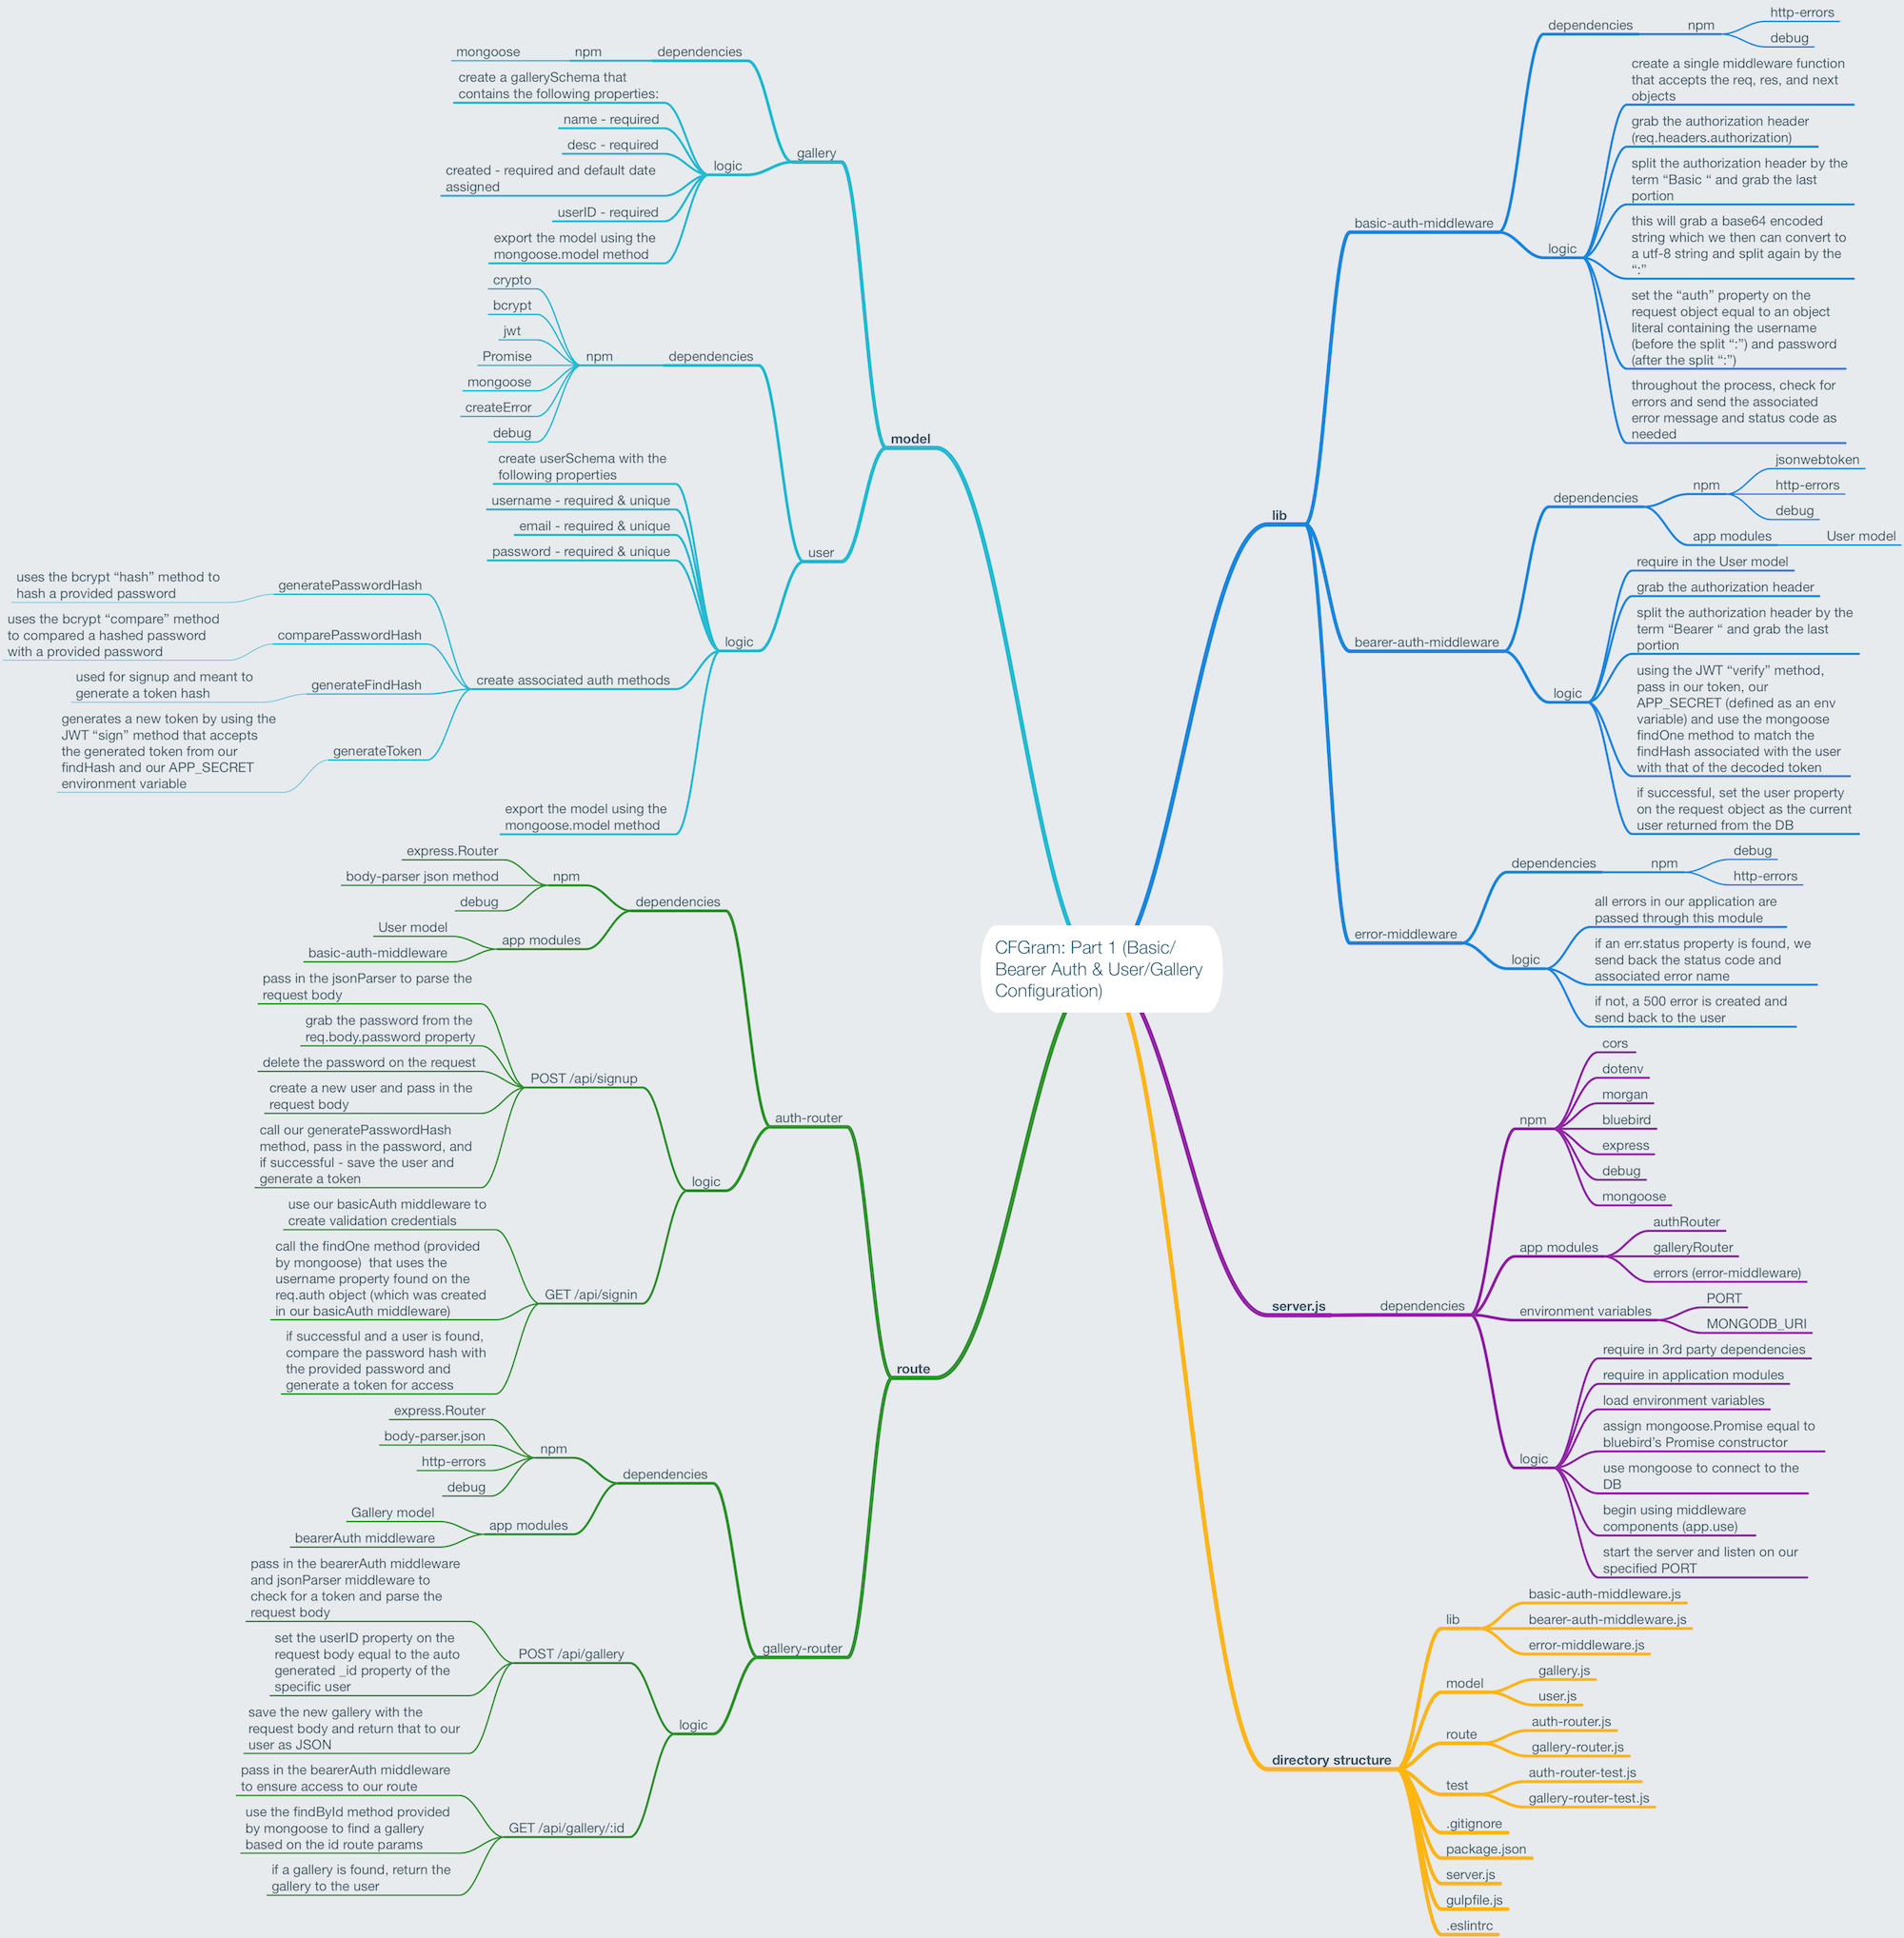 CFGram: Part 1 (Basic/
Bearer Auth & User/Gallery
Configuration)
model
gallery
dependencies
npm
mongoose
logic
create a gallerySchema that
contains the following properties:
name - required
desc - required
created - required and default date
assigned
userID - required
export the model using the
mongoose.model method
user
dependencies
npm
crypto
bcrypt
jwt
Promise
mongoose
createError
debug
logic
create userSchema with the
following properties
username - required & unique
email - required & unique
password - required & unique
create associated auth methods
generatePasswordHash
uses the bcrypt “hash” method to
hash a provided password
comparePasswordHash
uses the bcrypt “compare” method
to compared a hashed password
with a provided password
generateFindHash
used for signup and meant to
generate a token hash
generateToken
generates a new token by using the
JWT “sign” method that accepts
the generated token from our
findHash and our APP_SECRET
environment variable
export the model using the
mongoose.model method
route
auth-router
dependencies
npm
express.Router
body-parser json method
debug
app modules
User model
basic-auth-middleware
logic
POST /api/signup
pass in the jsonParser to parse the
request body
grab the password from the
req.body.password property
delete the password on the request
create a new user and pass in the
request body
call our generatePasswordHash
method, pass in the password, and
if successful - save the user and
generate a token
GET /api/signin
use our basicAuth middleware to
create validation credentials
call the findOne method (provided
by mongoose)  that uses the
username property found on the
req.auth object (which was created
in our basicAuth middleware)
if successful and a user is found,
compare the password hash with
the provided password and
generate a token for access
gallery-router
dependencies
npm
express.Router
body-parser.json
http-errors
debug
app modules
Gallery model
bearerAuth middleware
logic
POST /api/gallery
pass in the bearerAuth middleware
and jsonParser middleware to
check for a token and parse the
request body
set the userID property on the
request body equal to the auto
generated _id property of the
specific user
save the new gallery with the
request body and return that to our
user as JSON
GET /api/gallery/:id
pass in the bearerAuth middleware
to ensure access to our route
use the findById method provided
by mongoose to find a gallery
based on the id route params
if a gallery is found, return the
gallery to the user
lib
basic-auth-middleware
dependencies
npm
http-errors
debug
logic
create a single middleware function
that accepts the req, res, and next
objects
grab the authorization header
(req.headers.authorization)
split the authorization header by the
term “Basic “ and grab the last
portion
this will grab a base64 encoded
string which we then can convert to
a utf-8 string and split again by the
“:”
set the “auth” property on the
request object equal to an object
literal containing the username
(before the split “:”) and password
(after the split “:”)
throughout the process, check for
errors and send the associated
error message and status code as
needed
bearer-auth-middleware
dependencies
npm
jsonwebtoken
http-errors
debug
app modules
User model
logic
require in the User model
grab the authorization header
split the authorization header by the
term “Bearer “ and grab the last
portion
using the JWT “verify” method,
pass in our token, our
APP_SECRET (defined as an env
variable) and use the mongoose
findOne method to match the
findHash associated with the user
with that of the decoded token
if successful, set the user property
on the request object as the current
user returned from the DB
error-middleware
dependencies
npm
debug
http-errors
logic
all errors in our application are
passed through this module
if an err.status property is found, we
send back the status code and
associated error name
if not, a 500 error is created and
send back to the user
server.js
dependencies
npm
cors
dotenv
morgan
bluebird
express
debug
mongoose
app modules
authRouter
galleryRouter
errors (error-middleware)
environment variables
PORT
MONGODB_URI
logic
require in 3rd party dependencies
require in application modules
load environment variables
assign mongoose.Promise equal to
bluebird’s Promise constructor
use mongoose to connect to the
DB
begin using middleware
components (app.use)
start the server and listen on our
specified PORT
directory structure
lib
basic-auth-middleware.js
bearer-auth-middleware.js
error-middleware.js
model
gallery.js
user.js
route
auth-router.js
gallery-router.js
test
auth-router-test.js
gallery-router-test.js
.gitignore
package.json
server.js
gulpfile.js
.eslintrc